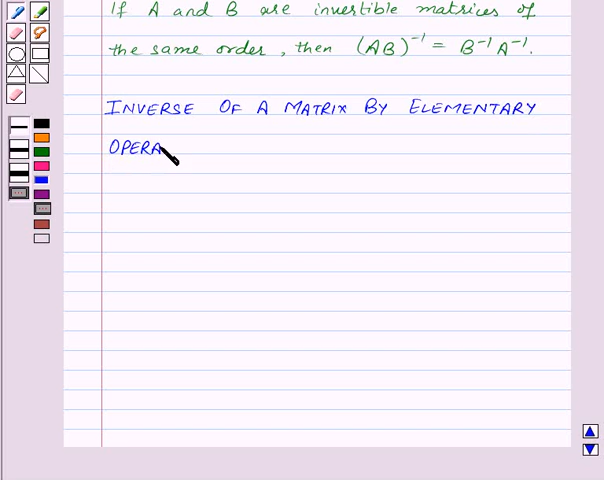 If A and B are invertible matrices of
the same order, then (AB)⁻¹ = B⁻¹A⁻¹.
INVERSE OF A MATRIX BY ELEMENTARY
OPERA